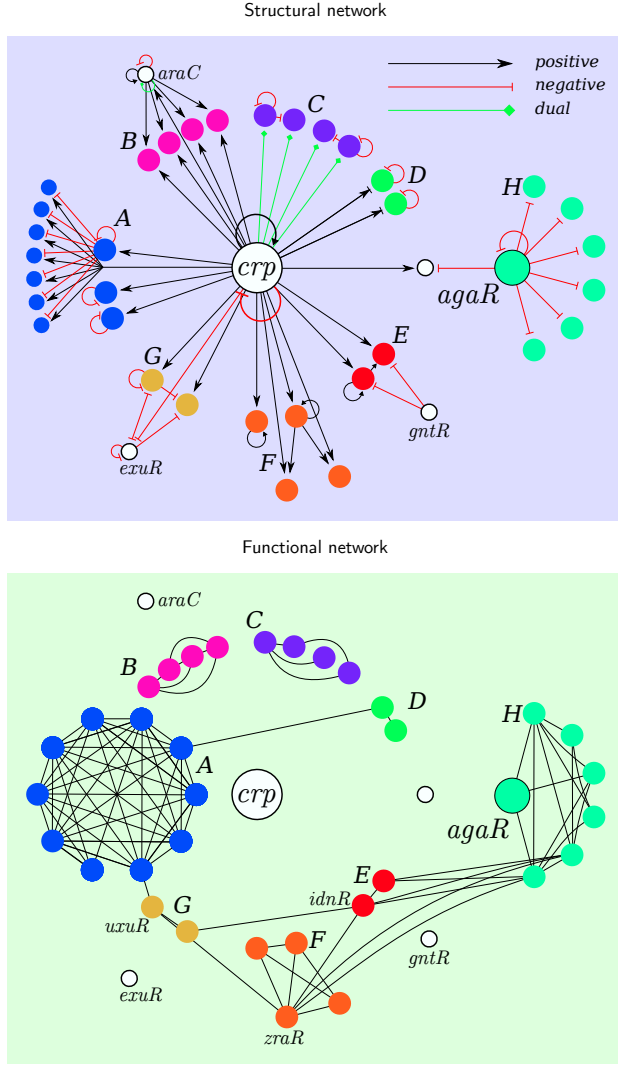 Structural network
araC
positive
negative
dual
B
C
D
H
A
crp
agaR
G
E
exuR
F
gntR
Functional network
araC
B
C
D
H
A
crp
agaR
E
idnR
uxuR
G
F
gntR
exuR
zraR